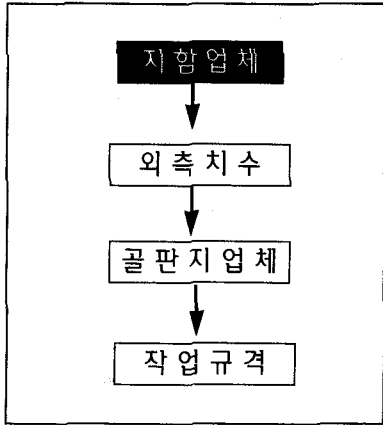 지 함 업 체
외 측 치 수
골 판 지 업 체
작 업 규 격